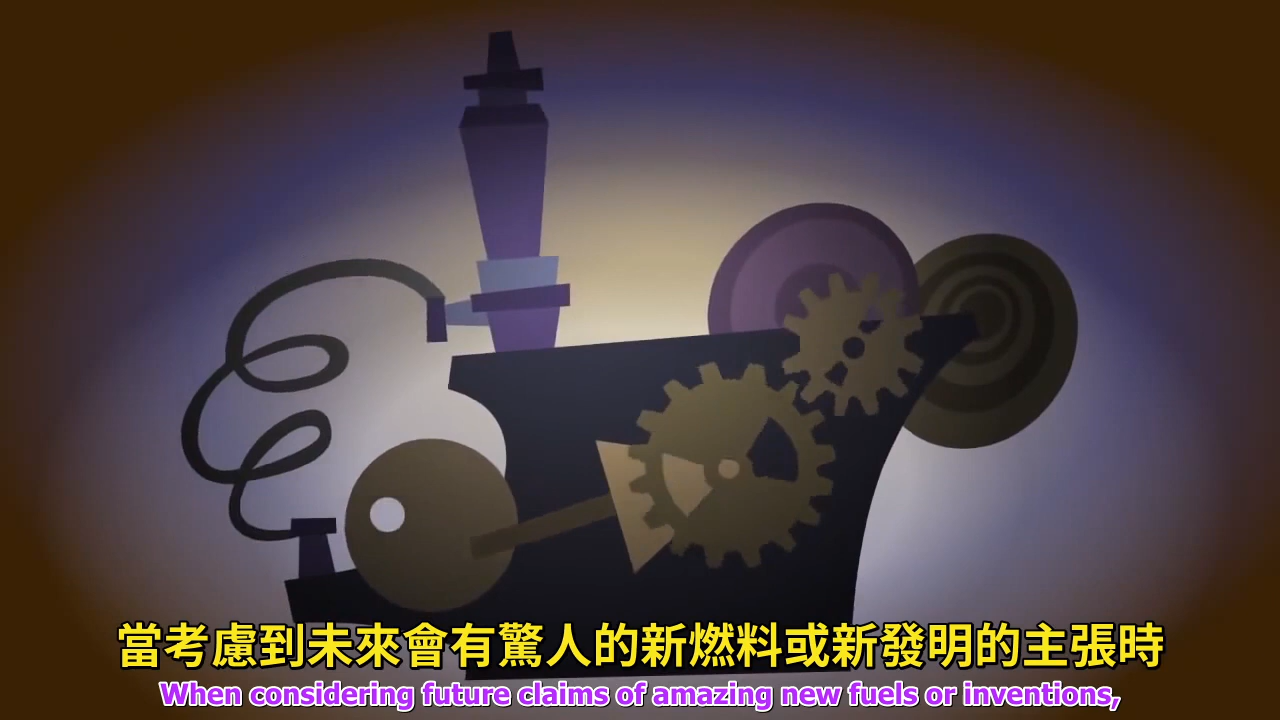 當考慮到未來會有驚人的新燃料或新發明的主張時
When considering future claims of amazing new fuels or inventions,